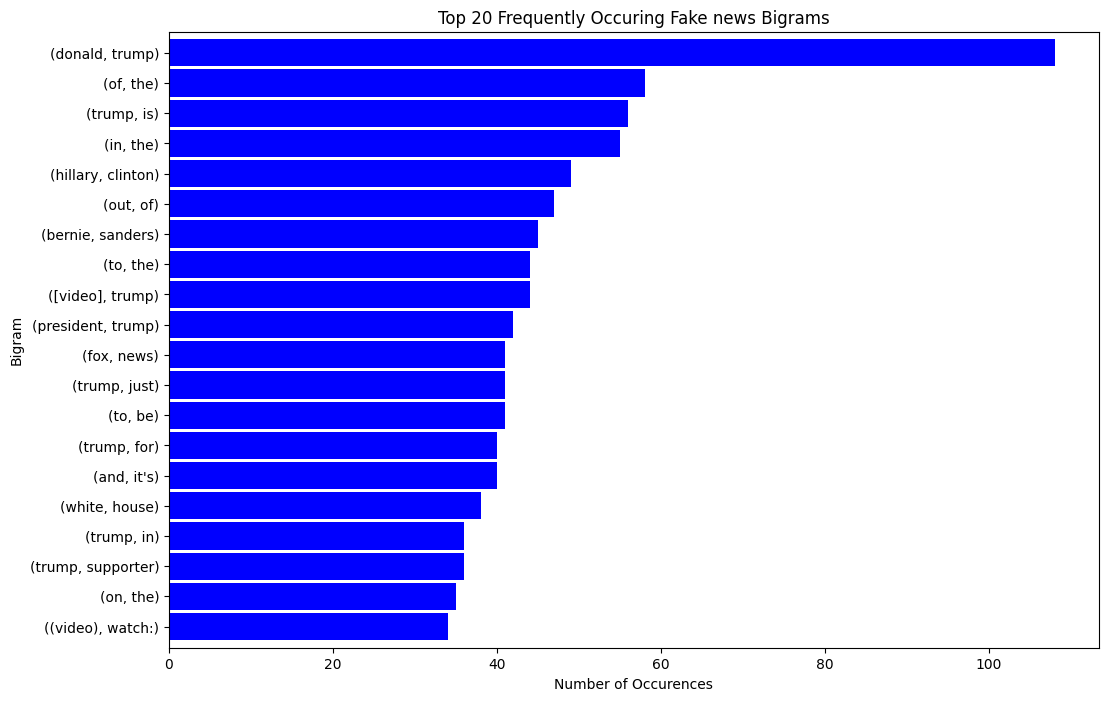 Top 20 Frequently Occuring Fake news Bigrams
Bigram
(donald, trump)
(of, the)
(trump, is)
(in, the)
(hillary, clinton)
(out, of)
(bernie, sanders)
(to, the)
([video], trump)
(president, trump)
(fox, news)
(trump, just)
(to, be)
(trump, for)
(and, it's)
(white, house)
(trump, in)
(trump, supporter)
(on, the)
((video), watch:)
0 20 40 60 80 100
Number of Occurences